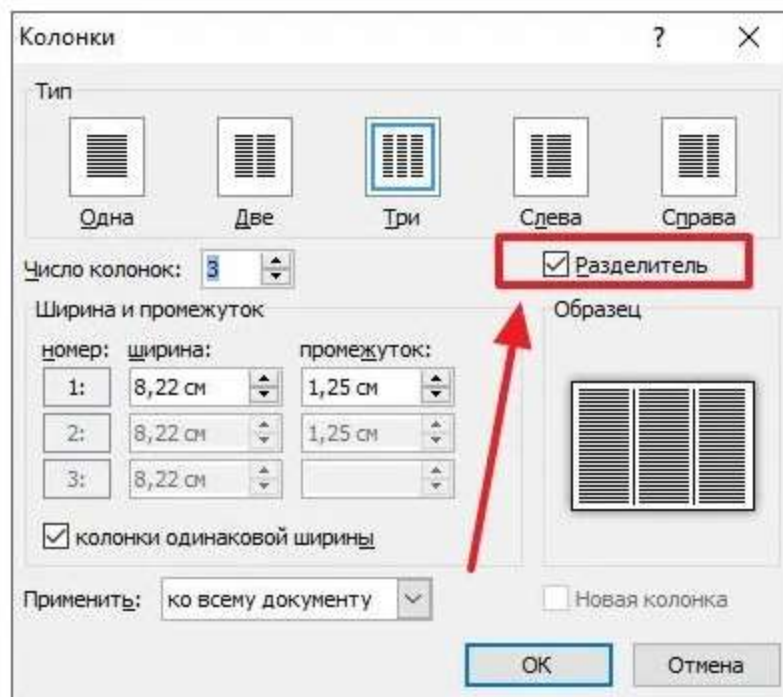 Колонки ?
Тип
Одна Две Три Слева Справа
Число колонок: 3 Разделитель
Ширина и промежуток Образец
номер: ширина: промежуток:
1: 8,22 см 1,25 см
2: 8,22 см 1,25 см
3: 8,22 см
колонки одинаковой ширины
Применить: ко всему документу Новая колонка
ОК Отмена